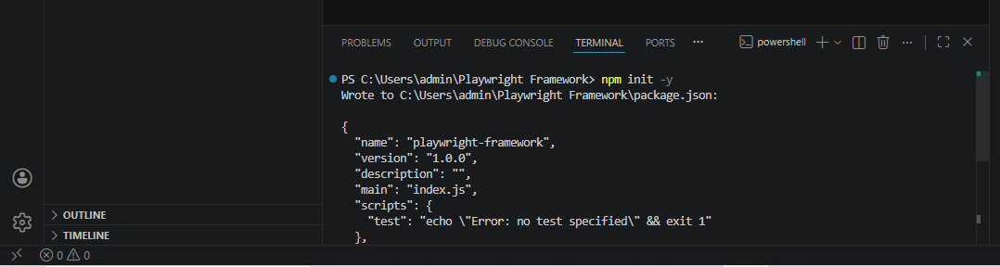 PROBLEMS OUTPUT DEBUG CONSOLE TERMINAL PORTS ··· powershell ···
PS C:\Users\admin\Playwright Framework> npm init -y
Wrote to C:\Users\admin\Playwright Framework\package.json:
{
"name": "playwright-framework",
"version": "1.0.0",
"description": "",
"main": "index.js",
"scripts": {
"test": "echo \"Error: no test specified\" && exit 1"
},
OUTLINE
TIMELINE
0 0